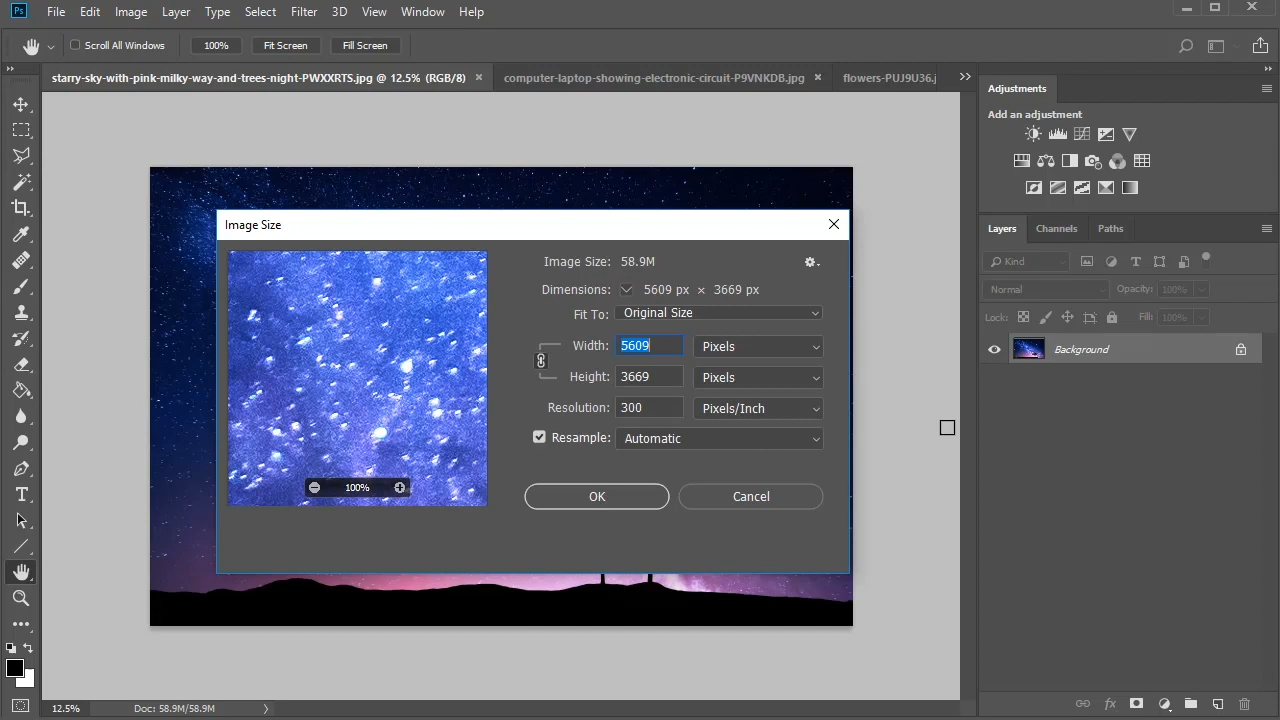 Ps File Edit Image Layer Type Select Filter 3D View Window Help
Scroll All Windows 100% Fit Screen Fill Screen
starry-sky-with-pink-milky-way-and-trees-night-PWXXRTS.jpg @ 12.5% (RGB/8) × computer-laptop-showing-electronic-circuit-P9VNKDB.jpg × flowers-PUJ9U36.j
Adjustments
Add an adjustment
Layers Channels Paths
Kind
Normal Opacity: 100%
Lock: Fill: 100%
Background
Image Size
Image Size: 58.9M
Dimensions: 5609 px × 3669 px
Fit To: Original Size
Width: 5609 Pixels
Height: 3669 Pixels
Resolution: 300 Pixels/Inch
Resample: Automatic
100%
OK Cancel
12.5% Doc: 58.9M/58.9M